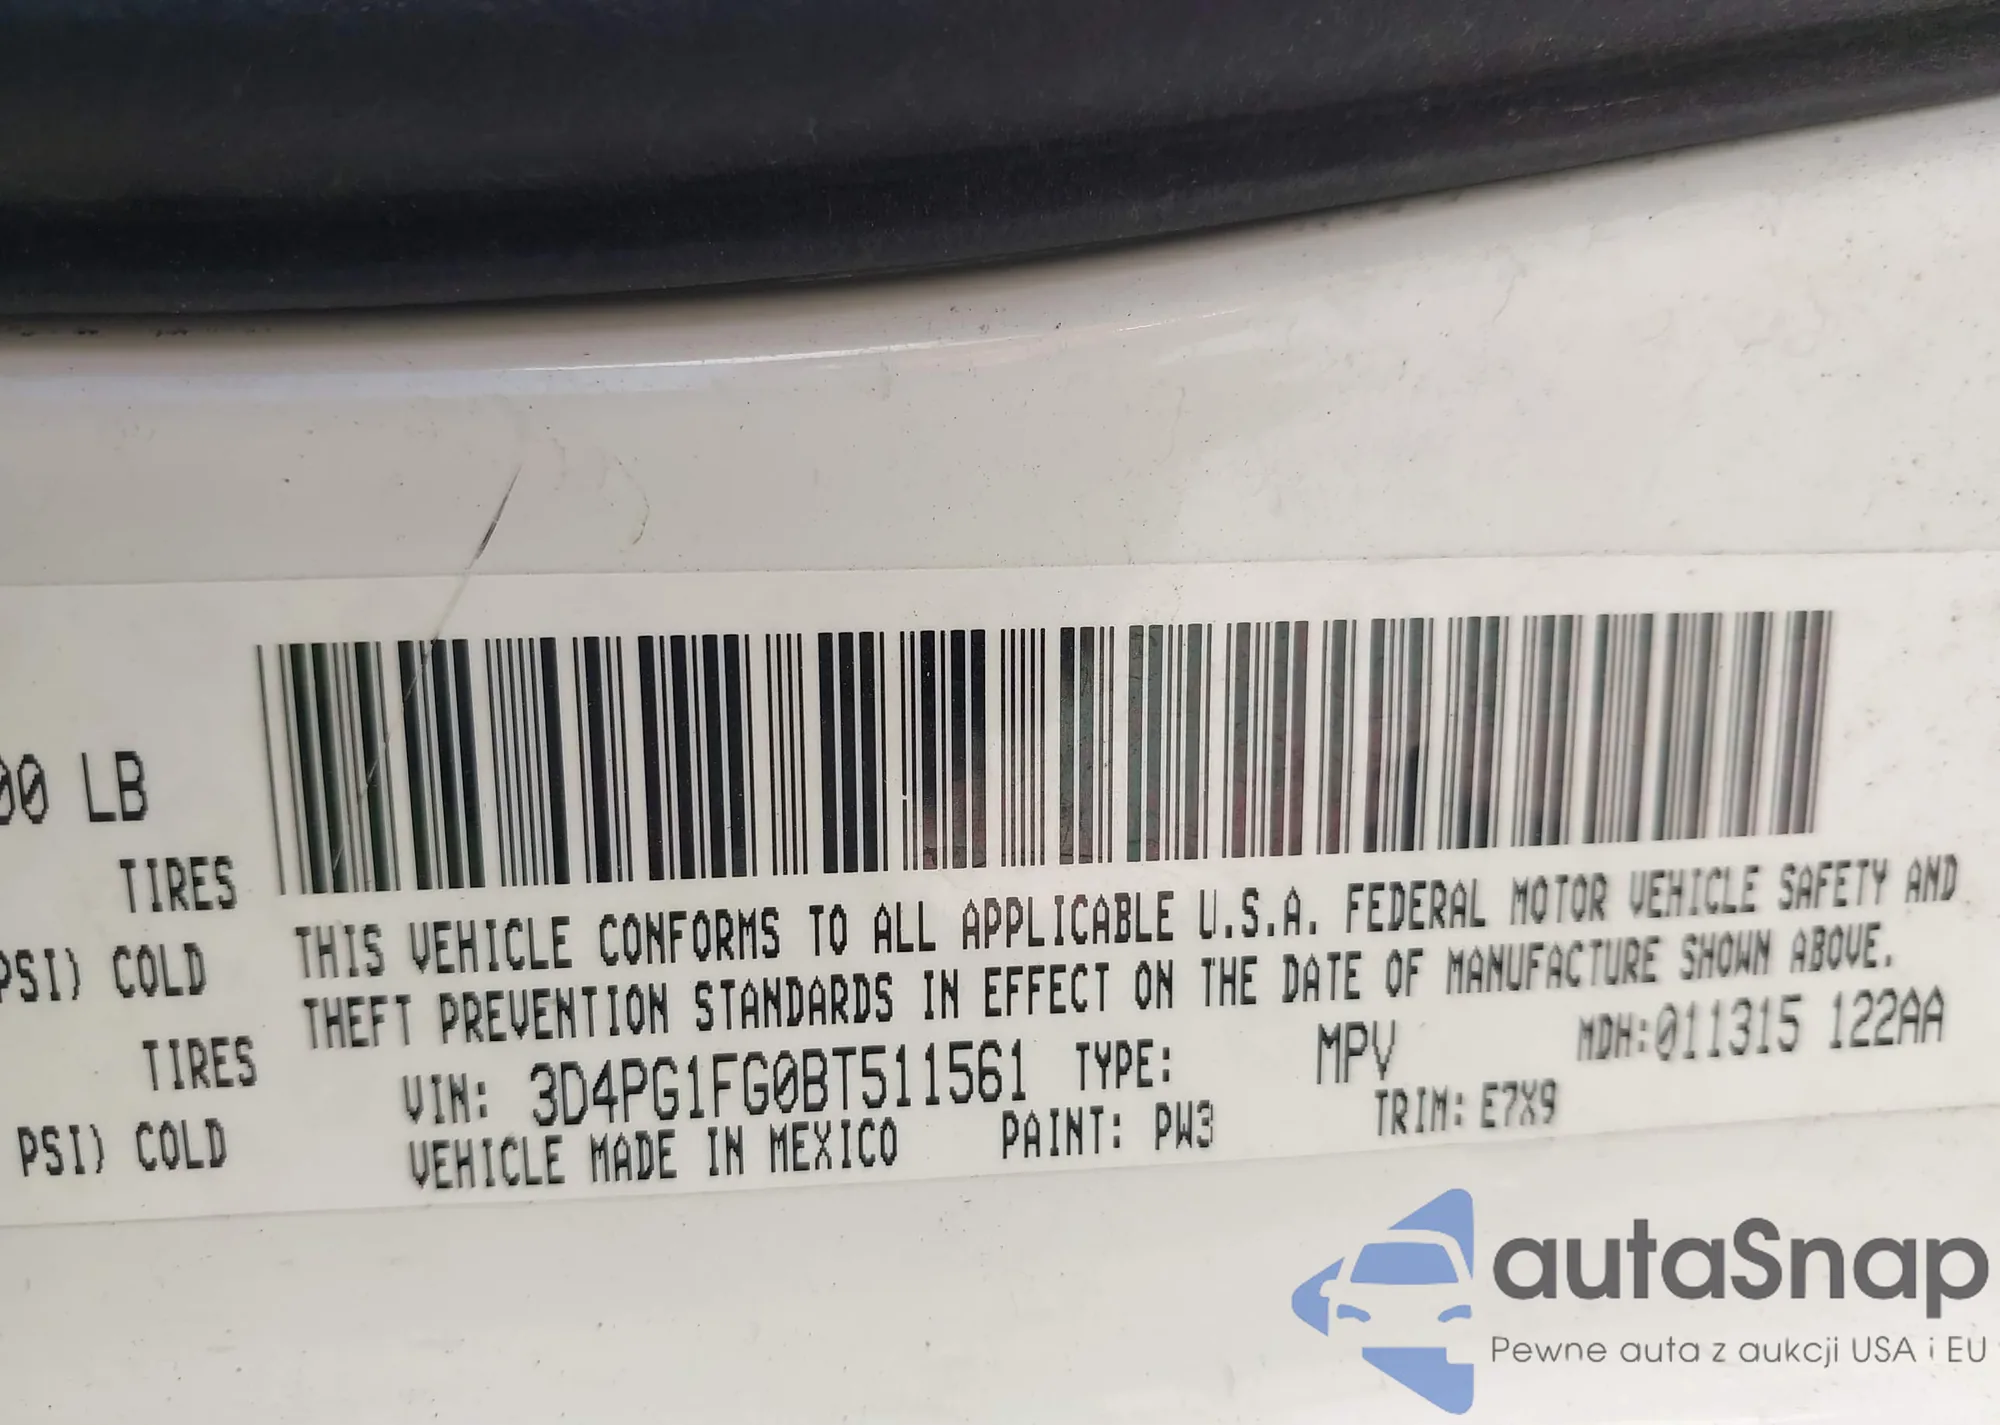 00 LB
TIRES
PSI) COLD
TIRES
PSI) COLD
THIS VEHICLE CONFORMS TO ALL APPLICABLE U.S.A. FEDERAL MOTOR VEHICLE SAFETY AND
THEFT PREVENTION STANDARDS IN EFFECT ON THE DATE OF MANUFACTURE SHOWN ABOVE.
VIN: 3D4PG1FG0BT511561 TYPE: MPV MDH:011315 122AA
VEHICLE MADE IN MEXICO PAINT: PW3 TRIM: E7X9
autaSnap
Pewne auta z aukcji USA i EU